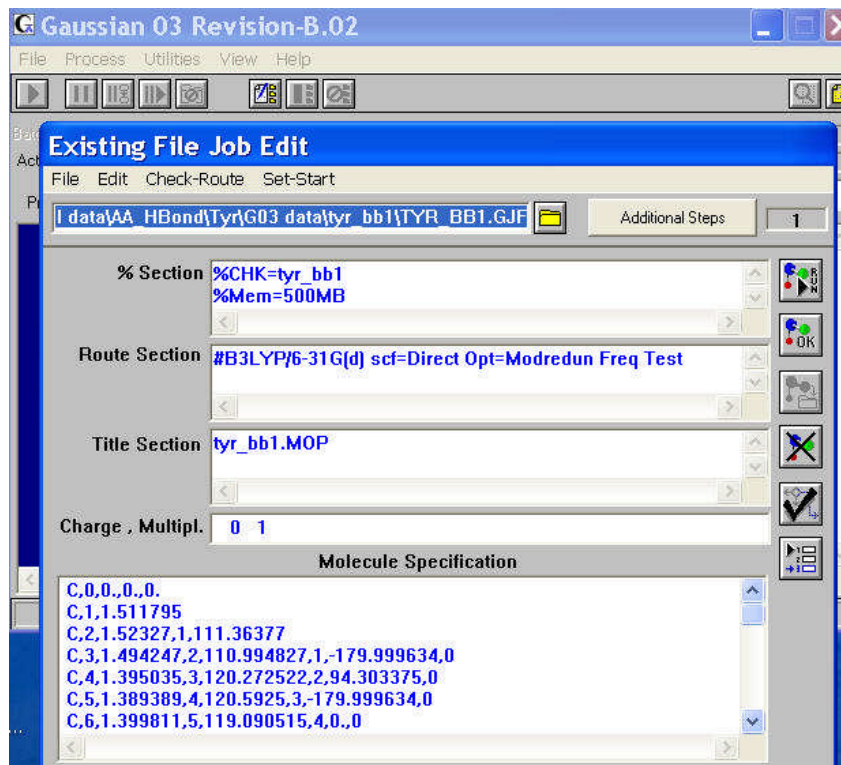 Gaussian 03 Revision-B.02
File Process Utilities View Help
Existing File Job Edit
Act
File Edit Check-Route Set-Start
l data\AA_HBond\Tyr\G03 data\tyr_bb1\TYR_BB1.GJF Additional Steps 1
% Section %CHK=tyr_bb1
%Mem=500MB
RUN
OK
Route Section #B3LYP/6-31G(d) scf=Direct Opt=Modredun Freq Test
Title Section tyr_bb1.MOP
Charge , Multipl. 0 1
Molecule Specification
C,0,0.,0.,0.
C,1,1.511795
C,2,1.52327,1,111.36377
C,3,1.494247,2,110.994827,1,-179.999634,0
C,4,1.395035,3,120.272522,2,94.303375,0
C,5,1.389389,4,120.5925,3,-179.999634,0
C,6,1.399811,5,119.090515,4,0.,0
...